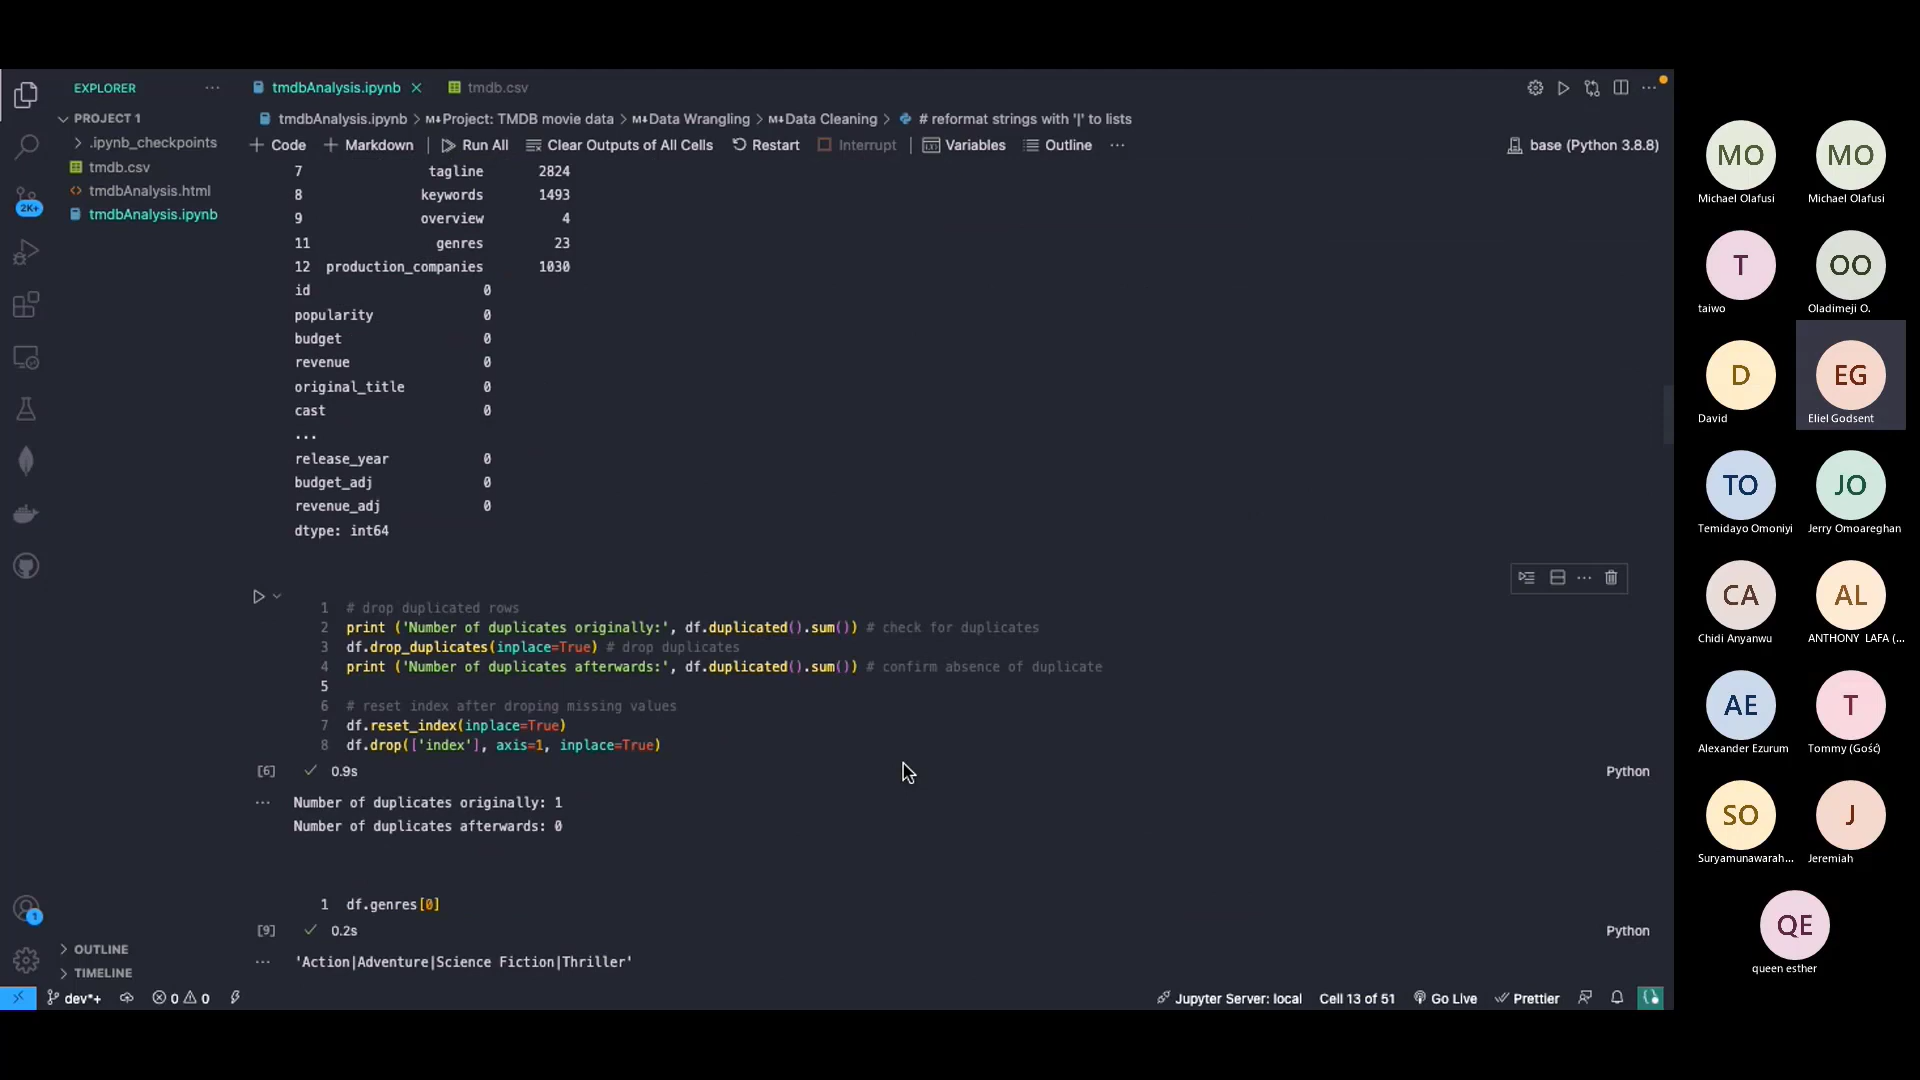 EXPLORER
PROJECT 1
.ipynb_checkpoints
tmdb.csv
tmdbAnalysis.html
tmdbAnalysis.ipynb
2K+
1
OUTLINE
TIMELINE
tmdbAnalysis.ipynb
tmdb.csv
tmdbAnalysis.ipynb > M↓Project: TMDB movie data > M↓Data Wrangling > M↓Data Cleaning > # reformat strings with '|' to lists
+ Code + Markdown Run All Clear Outputs of All Cells Restart Interrupt Variables Outline ... base (Python 3.8.8)
7 tagline 2824
8 keywords 1493
9 overview 4
11 genres 23
12 production_companies 1030
id 0
popularity 0
budget 0
revenue 0
original_title 0
cast 0
...
release_year 0
budget_adj 0
revenue_adj 0
dtype: int64
1 # drop duplicated rows
2 print ('Number of duplicates originally:', df.duplicated().sum()) # check for duplicates
3 df.drop_duplicates(inplace=True) # drop duplicates
4 print ('Number of duplicates afterwards:', df.duplicated().sum()) # confirm absence of duplicate
5
6 # reset index after droping missing values
7 df.reset_index(inplace=True)
8 df.drop(['index'], axis=1, inplace=True)
[6] ✓ 0.9s Python
... Number of duplicates originally: 1
Number of duplicates afterwards: 0
1 df.genres[0]
[9] ✓ 0.2s Python
... 'Action|Adventure|Science Fiction|Thriller'
dev*+ 0 0 Jupyter Server: local Cell 13 of 51 Go Live Prettier
MO MO
Michael Olafusi Michael Olafusi
T OO
taiwo Oladimeji O.
D EG
David Eliel Godsent
TO JO
Temidayo Omoniyi Jerry Omoareghan
CA AL
Chidi Anyanwu ANTHONY LAFA (...
AE T
Alexander Ezurum Tommy (Gość)
SO J
Suryamunawarah... Jeremiah
QE
queen esther